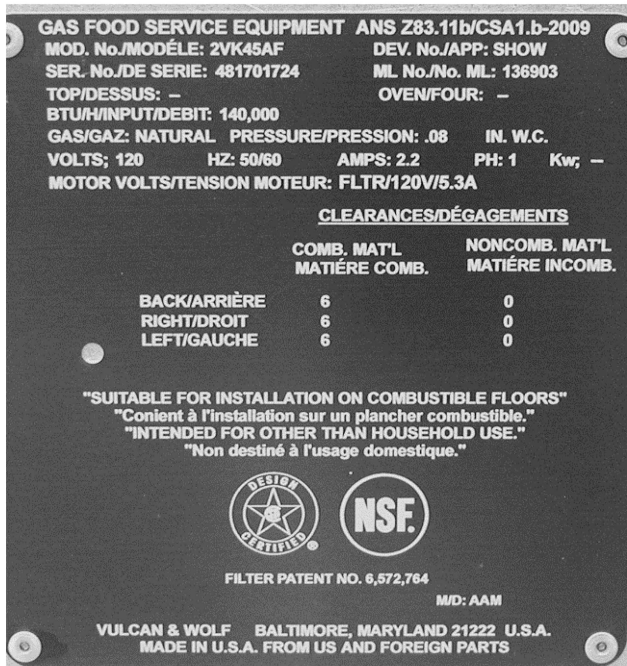 GAS FOOD SERVICE EQUIPMENT ANS Z83.11b/CSA1.b-2009
MOD. No./MODÉLE: 2VK45AF DEV. No./APP: SHOW
SER. No./DE SERIE: 481701724 ML No./No. ML: 136903
TOP/DESSUS: – OVEN/FOUR: –
BTU/H/INPUT/DEBIT: 140,000
GAS/GAZ: NATURAL PRESSURE/PRESSION: .08 IN. W.C.
VOLTS; 120 HZ: 50/60 AMPS: 2.2 PH: 1 Kw; --
MOTOR VOLTS/TENSION MOTEUR: FLTR/120V/5.3A
CLEARANCES/DÉGAGEMENTS
COMB. MAT'L NONCOMB. MAT'L
MATIÉRE COMB. MATIÉRE INCOMB.
BACK/ARRIÈRE 6 0
RIGHT/DROIT 6 0
LEFT/GAUCHE 6 0
"SUITABLE FOR INSTALLATION ON COMBUSTIBLE FLOORS"
"Conient à l'installation sur un plancher combustible."
"INTENDED FOR OTHER THAN HOUSEHOLD USE."
"Non destiné à l'usage domestique."
DESIGN CERTIFIED ®
NSF.
FILTER PATENT NO. 6,572,764
M/D: AAM
VULCAN & WOLF BALTIMORE, MARYLAND 21222 U.S.A.
MADE IN U.S.A. FROM US AND FOREIGN PARTS